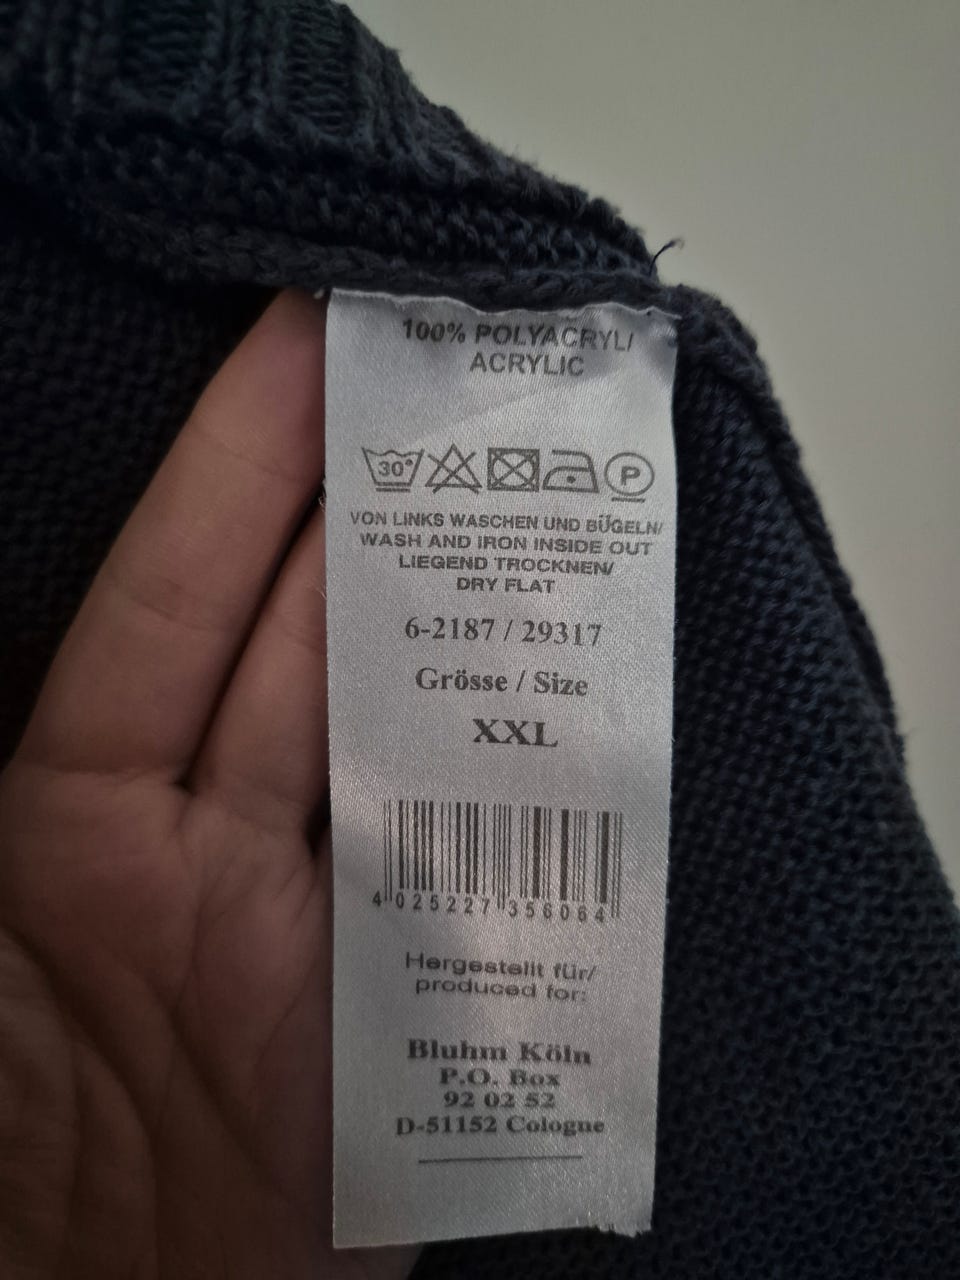 100% POLYACRYL/
ACRYLIC
30°
P
VON LINKS WASCHEN UND BÜGELN/
WASH AND IRON INSIDE OUT
LIEGEND TROCKNEN/
DRY FLAT
6-2187 / 29317
Grösse / Size
XXL
4 025227 356064
Hergestellt für/
produced for:
Bluhm Köln
P.O. Box
92 02 52
D-51152 Cologne